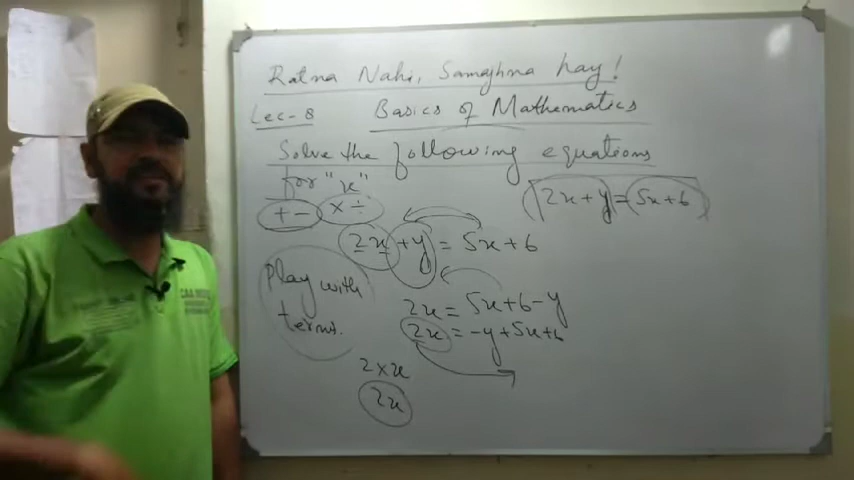 Ratna Nahi, Samajhna hay!
Lec-8 Basics of Mathematics
Solve the following equations
for "x"
2x+y=5x+6
+- ×÷
2x+y=5x+6
Play with
terms.
2x=5x+6-y
2x=-y+5x+6
2×x
2x
CAA